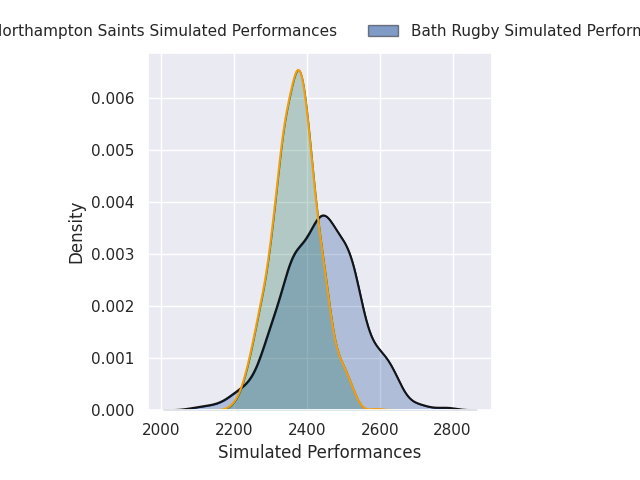 Northampton Saints Simulated Performances
Bath Rugby Simulated Perform
0.006
0.005
0.004
0.003
0.002
0.001
0.000
Density
2000 2200 2400 2600 2800
Simulated Performances